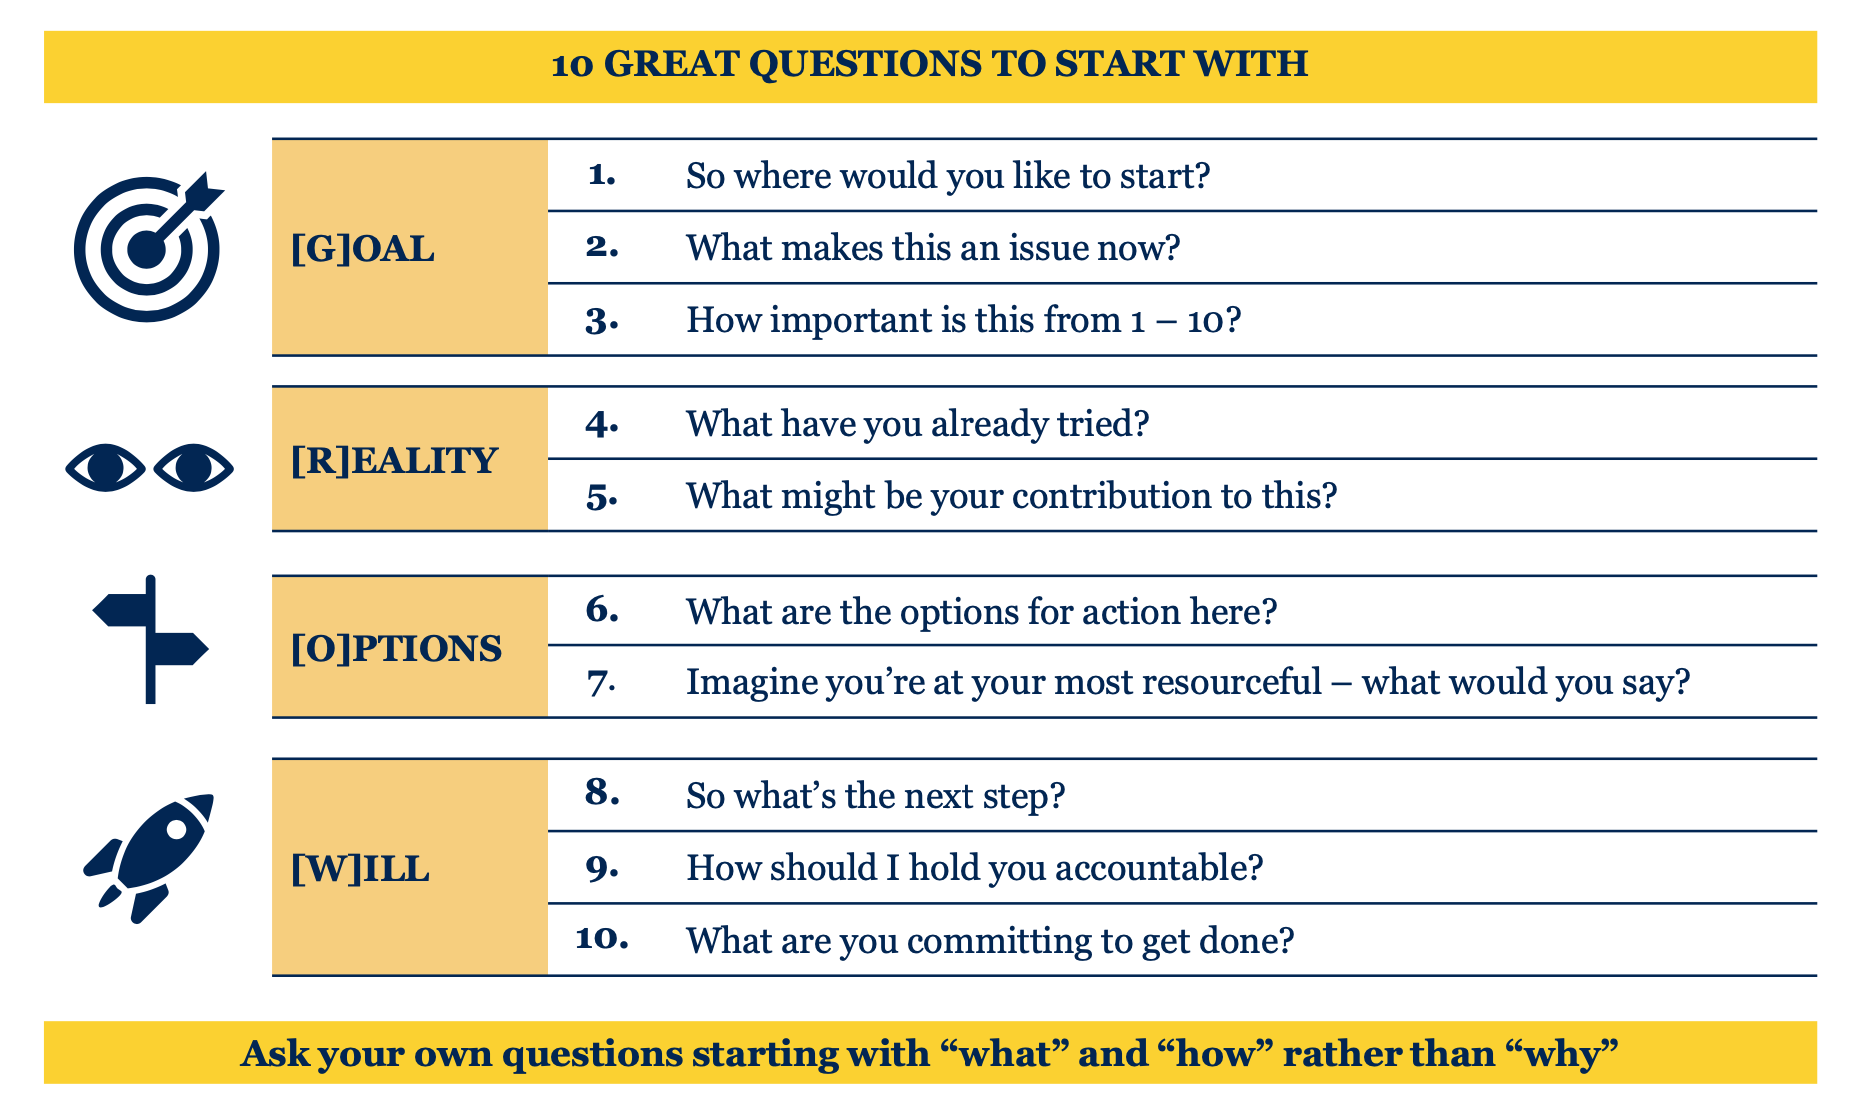 10 GREAT QUESTIONS TO START WITH
[G]OAL
1. So where would you like to start?
2. What makes this an issue now?
3. How important is this from 1 – 10?
[R]EALITY
4. What have you already tried?
5. What might be your contribution to this?
[O]PTIONS
6. What are the options for action here?
7. Imagine you’re at your most resourceful – what would you say?
[W]ILL
8. So what’s the next step?
9. How should I hold you accountable?
10. What are you committing to get done?
Ask your own questions starting with “what” and “how” rather than “why”